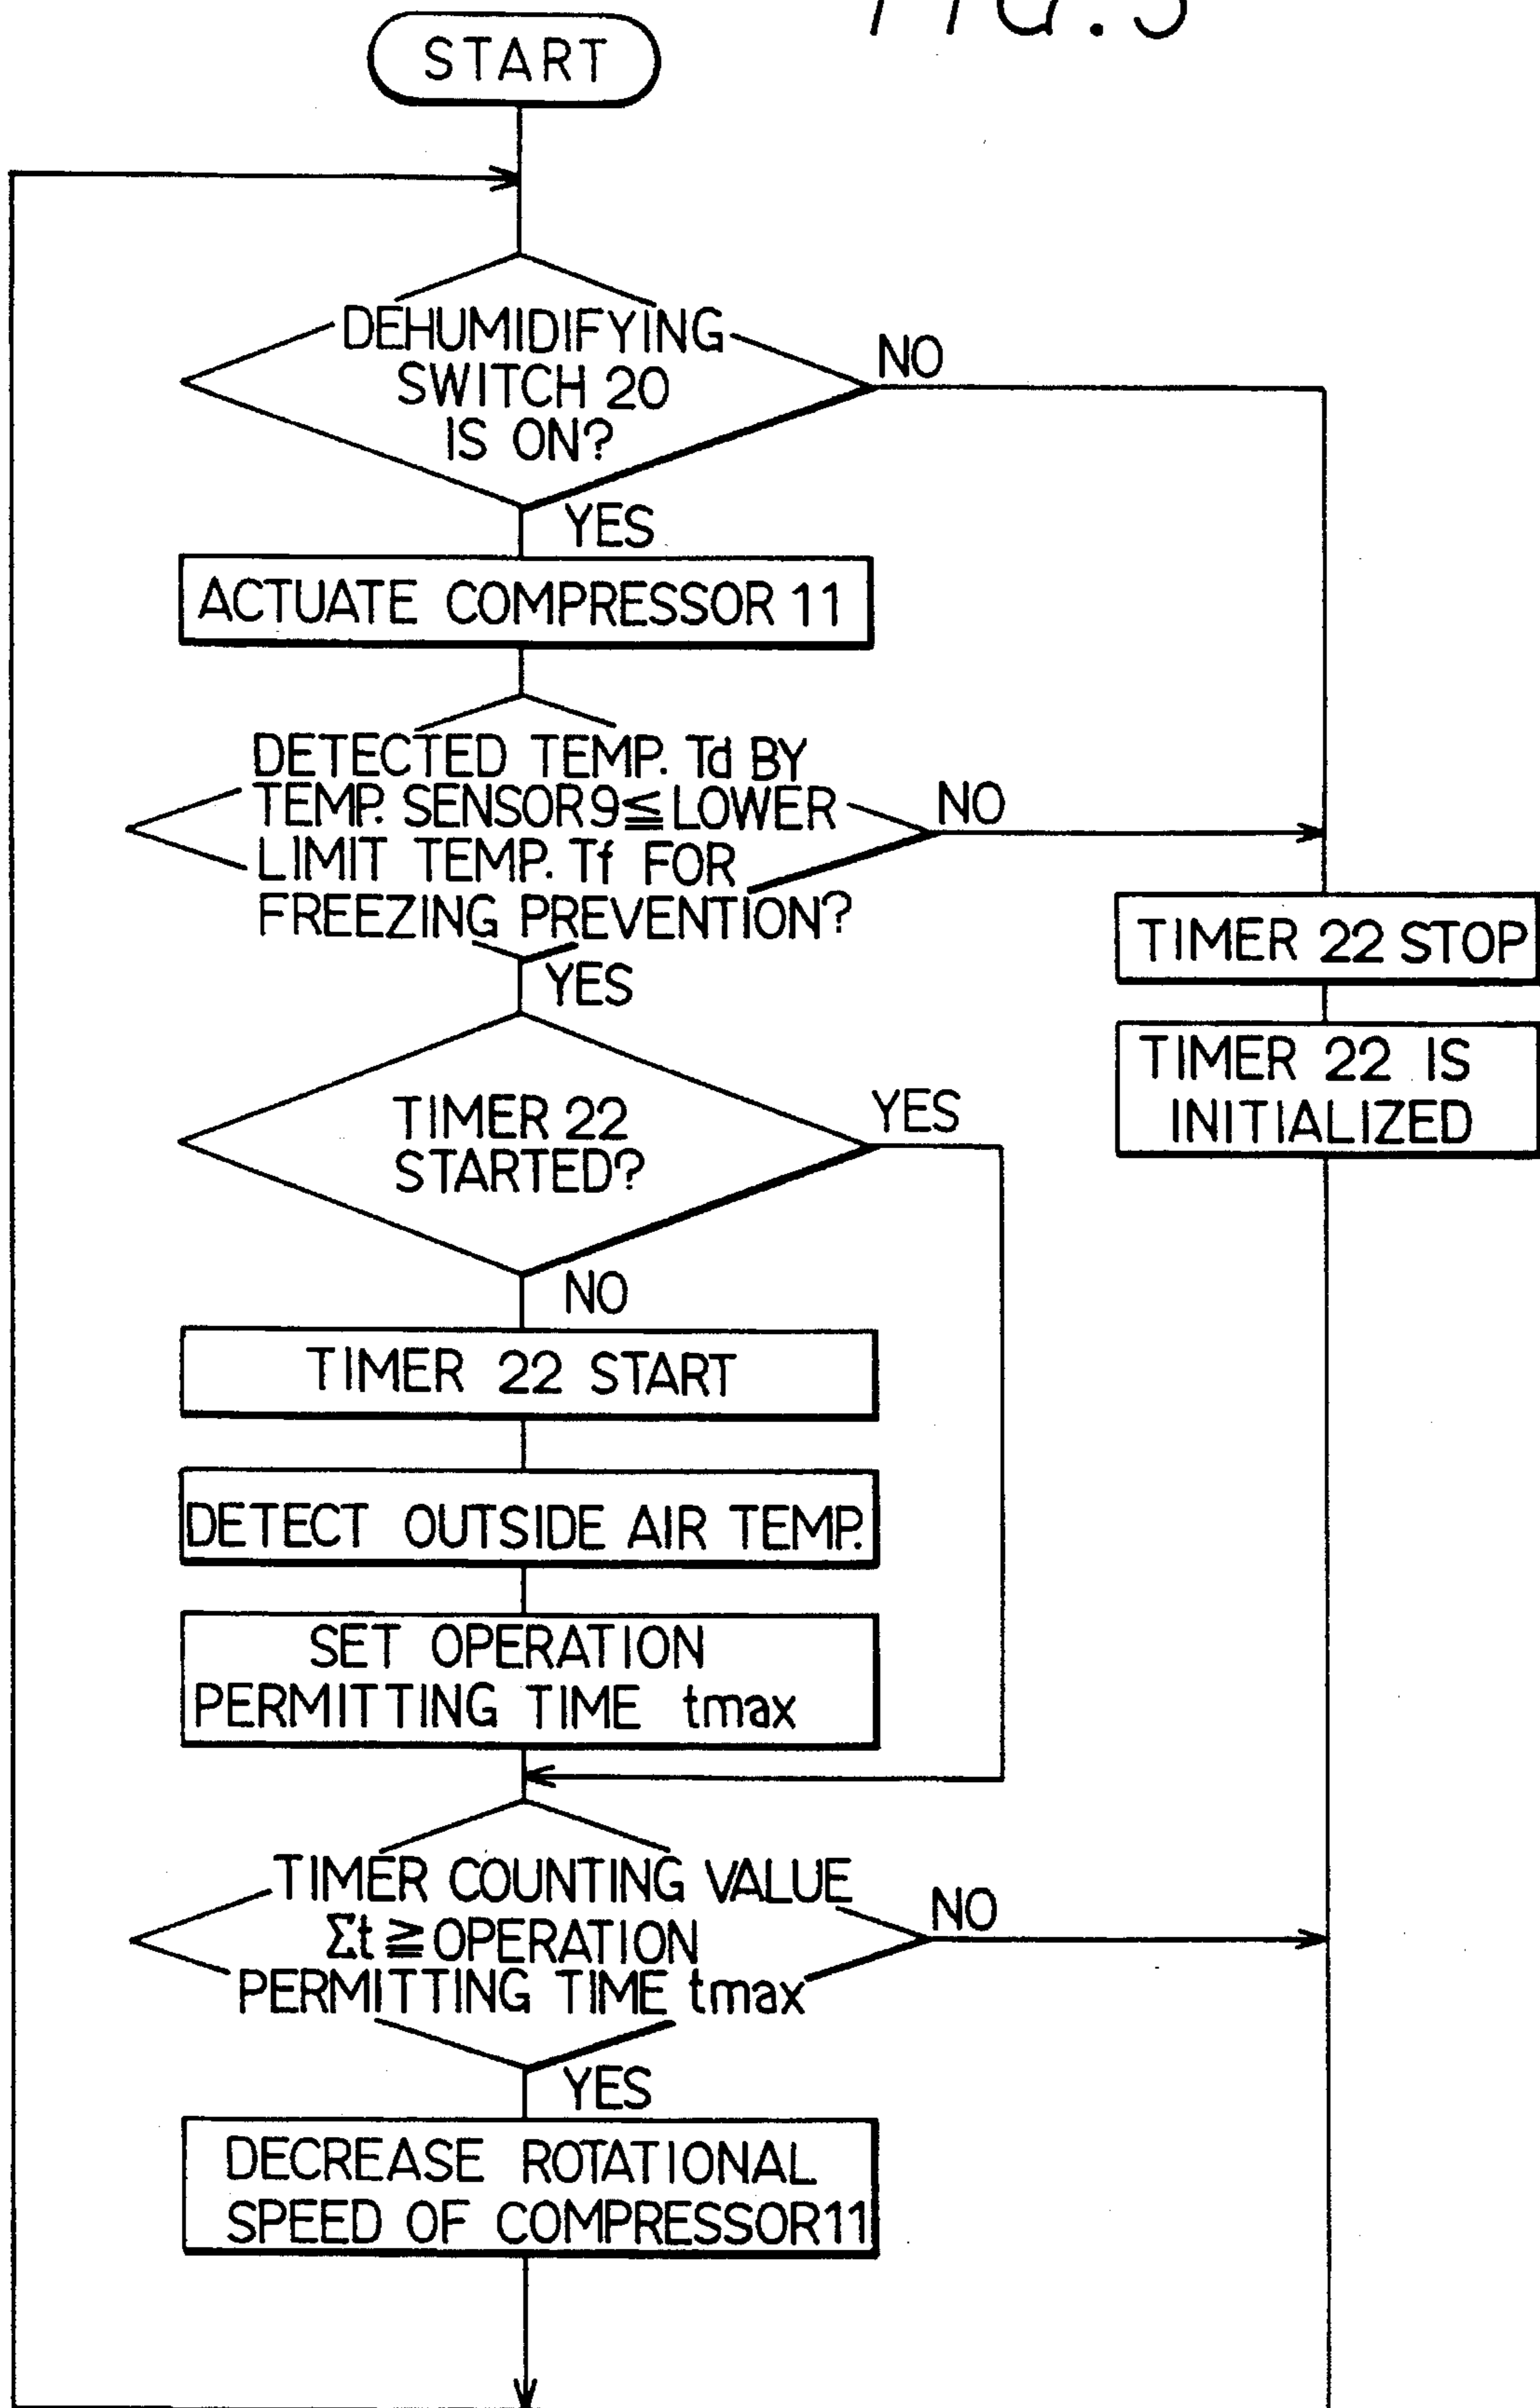 FIG. 5
START
DEHUMIDIFYING
SWITCH 20
IS ON?
NO
YES
ACTUATE COMPRESSOR 11
DETECTED TEMP. Td BY
TEMP. SENSOR 9 ≦ LOWER
LIMIT TEMP. Tf FOR
FREEZING PREVENTION?
NO
YES
TIMER 22 STOP
TIMER 22 IS
INITIALIZED
TIMER 22
STARTED?
YES
NO
TIMER 22 START
DETECT OUTSIDE AIR TEMP.
SET OPERATION
PERMITTING TIME tmax
TIMER COUNTING VALUE
Σt ≧ OPERATION
PERMITTING TIME tmax
NO
YES
DECREASE ROTATIONAL
SPEED OF COMPRESSOR 11